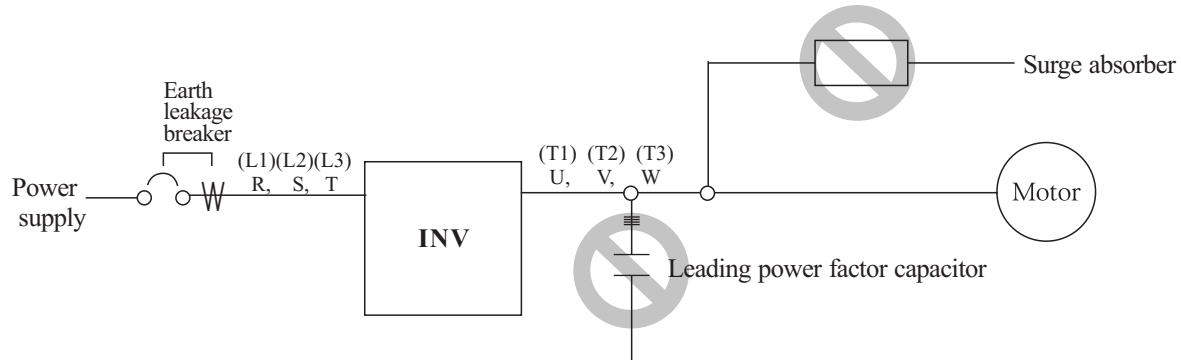 Earth
leakage
breaker
Surge absorber
(L1)(L2)(L3)
R, S, T
(T1) (T2) (T3)
U, V, W
Power
supply
INV
Motor
Leading power factor capacitor